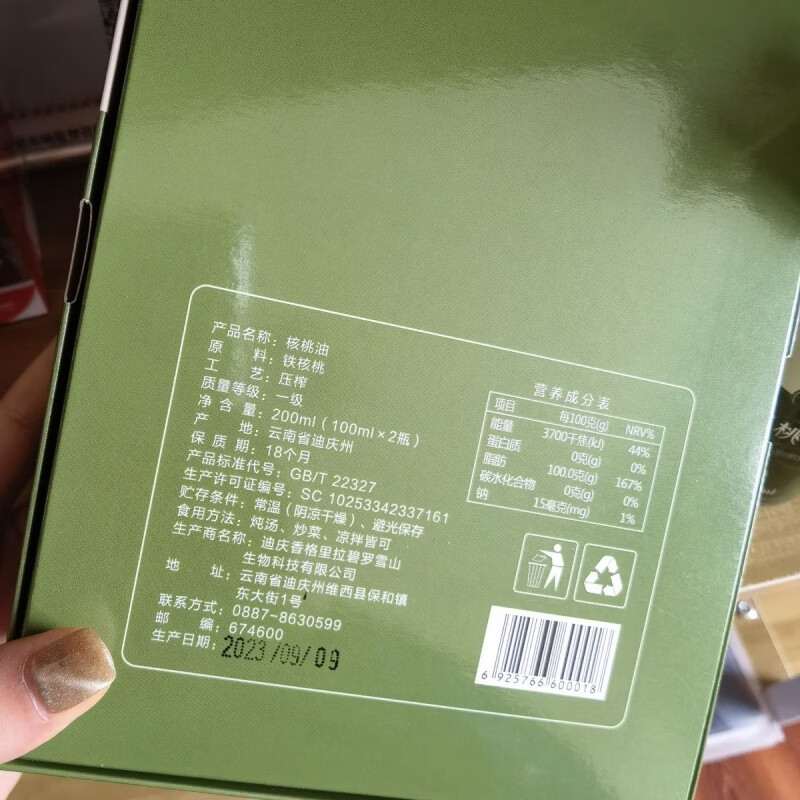 产品名称：核桃油
原 料：铁核桃
工 艺：压榨
质量等级：一级
净 含 量：200ml（100ml×2瓶）
产 地：云南省迪庆州
保 质 期：18个月
产品标准代号：GB/T 22327
生产许可证编号：SC 10253342337161
贮存条件：常温（阴凉干燥）、避光保存
食用方法：炖汤、炒菜、凉拌皆可
生产商名称：迪庆香格里拉碧罗雪山
生物科技有限公司
地 址：云南省迪庆州维西县保和镇
东大街1号
联系方式：0887-8630599
邮 编：674600
生产日期：2023/09/09
营养成分表
项目 每100克(g) NRV%
能量 3700千焦(kJ) 44%
蛋白质 0克(g) 0%
脂肪 100.0克(g) 167%
碳水化合物 0克(g) 0%
钠 15毫克(mg) 1%
6 925766 600018
桃